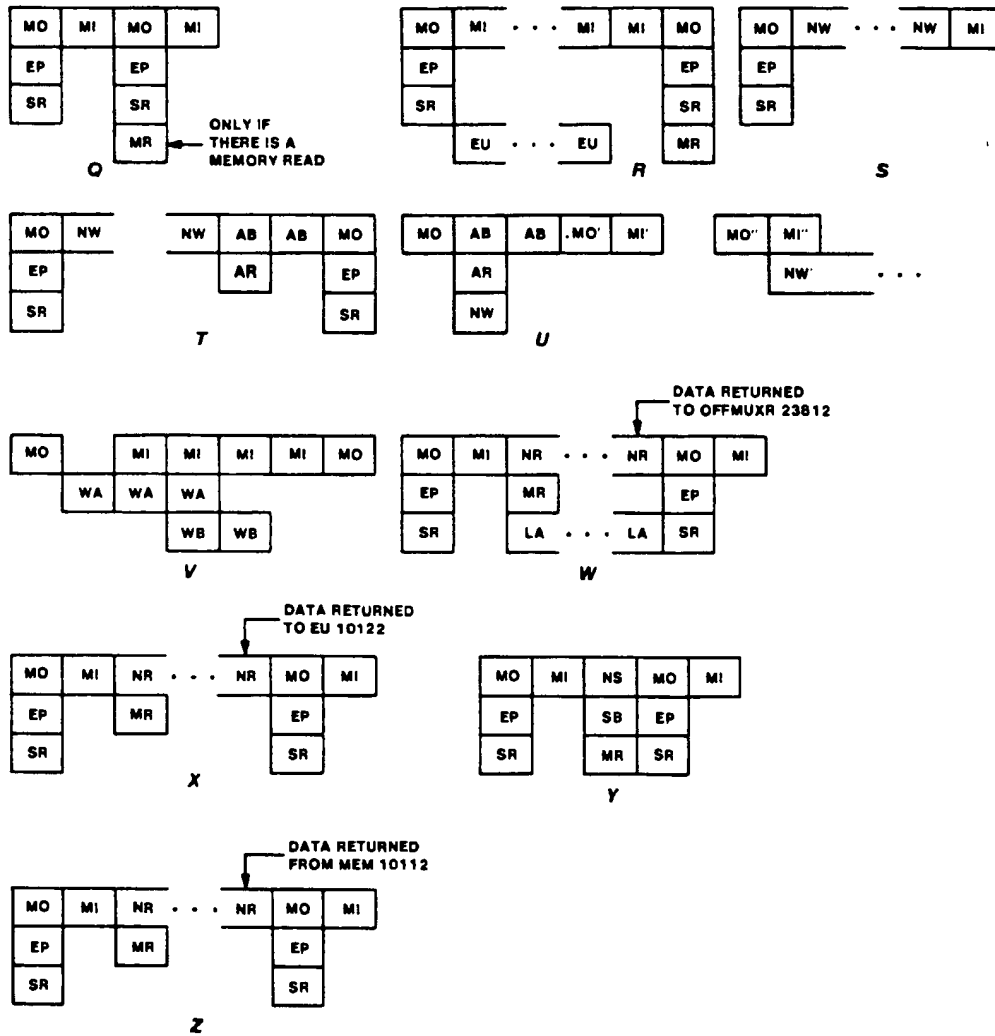 MO MI MO MI
EP EP
SR SR
MR
ONLY IF
THERE IS A
MEMORY READ
Q
MO MI · · · MI MI MO
EP EP
SR SR
EU · · · EU MR
R
MO NW · · · NW MI
EP
SR
S
MO NW NW AB AB MO
EP AR EP
SR SR
T
MO AB AB .MO' MI'
AR
NW
U
MO'' MI''
NW' · · ·
MO MI MI MI MI MO
WA WA WA
WB WB
V
DATA RETURNED
TO OFFMUXR 23812
MO MI NR · · · NR MO MI
EP MR EP
SR LA · · · LA SR
W
DATA RETURNED
TO EU 10122
MO MI NR · · · NR MO MI
EP MR EP
SR SR
X
MO MI NS MO MI
EP SB EP
SR MR SR
Y
DATA RETURNED
FROM MEM 10112
MO MI NR · · · NR MO MI
EP MR EP
SR SR
Z